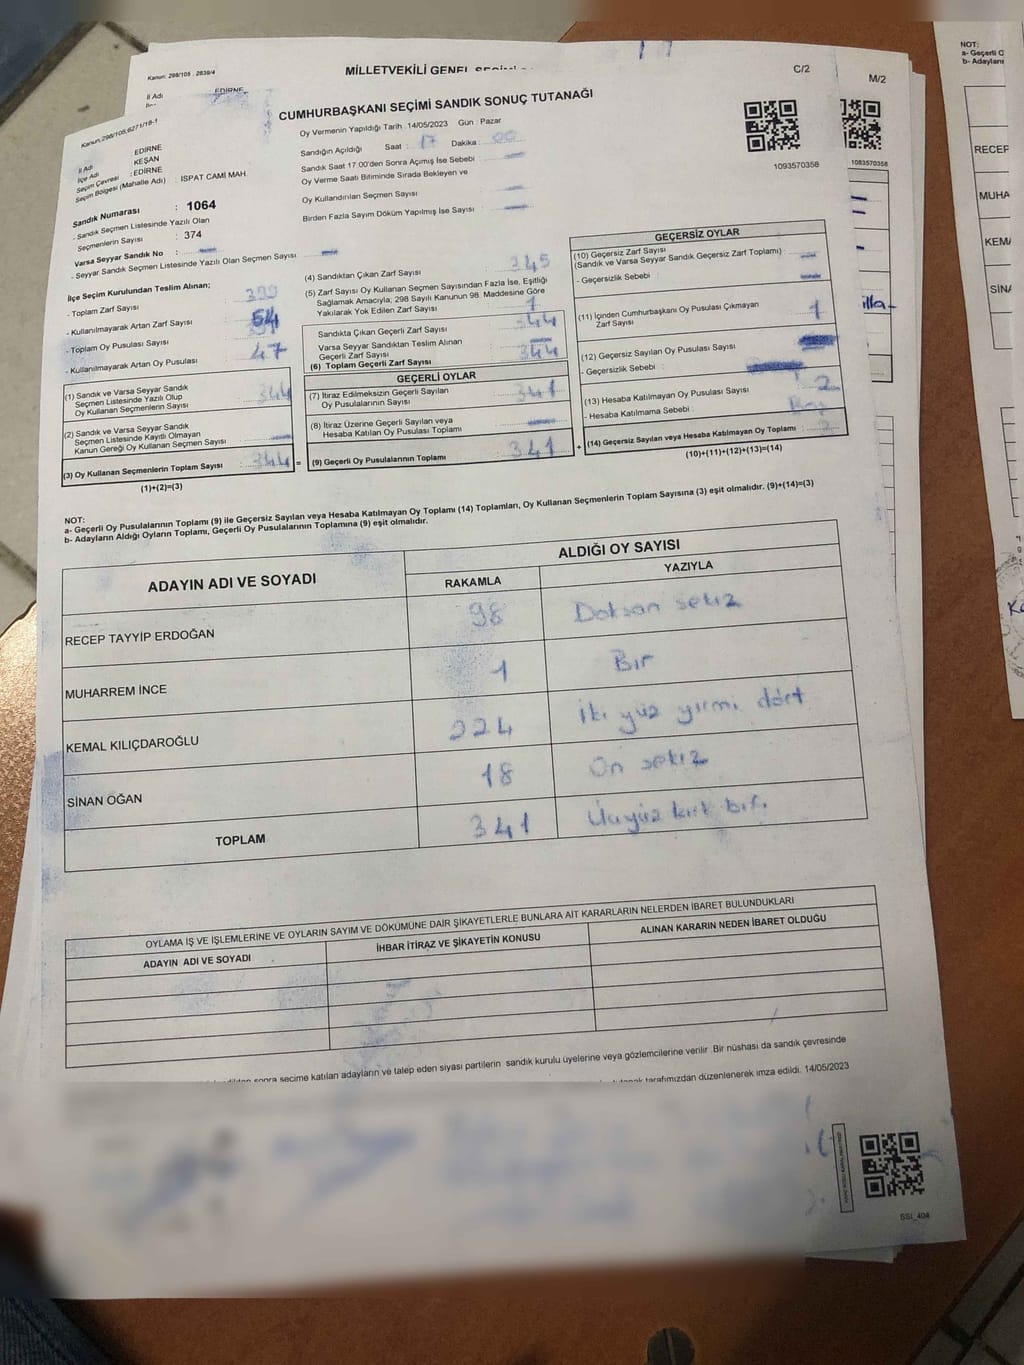 Kanun: 298/105 . 2839/4
MİLLETVEKİLİ GENEL
C/2
M/2
İl Adı
EDİRNE
Kanun:298/105;6271/18-1
CUMHURBAŞKANI SEÇİMİ SANDIK SONUÇ TUTANAĞI
Oy Vermenin Yapıldığı Tarih :14/05/2023 Gün : Pazar
Sandığın Açıldığı Saat : 17 Dakika : 00
Sandık Saat 17:00'den Sonra Açımış İse Sebebi : —
Oy Verme Saati Bitiminde Sırada Bekleyen ve
Oy Kullandırılan Seçmen Sayısı : —
Birden Fazla Sayım Döküm Yapılmış İse Sayısı : —
1093570358
1083570358
İl Adı : EDİRNE
İlçe Adı : KEŞAN
Seçim Çevresi : EDİRNE
Seçim Bölgesi (Mahalle Adı) : İSPAT CAMİ MAH.
Sandık Numarası : 1064
- Sandık Seçmen Listesinde Yazılı Olan
Seçmenlerin Sayısı : 374
Varsa Seyyar Sandık No : —
- Seyyar Sandık Seçmen Listesinde Yazılı Olan Seçmen Sayısı : —
İlçe Seçim Kurulundan Teslim Alınan;
- Toplam Zarf Sayısı
- Kullanılmayarak Artan Zarf Sayısı : 54
- Toplam Oy Pusulası Sayısı
- Kullanılmayarak Artan Oy Pusulası : 47
(1) Sandık ve Varsa Seyyar Sandık
Seçmen Listesinde Yazılı Olup
Oy Kullanan Seçmenlerin Sayısı : 344
(2) Sandık ve Varsa Seyyar Sandık
Seçmen Listesinde Kayıtlı Olmayan
Kanun Gereği Oy Kullanan Seçmen Sayısı : —
(3) Oy Kullanan Seçmenlerin Toplam Sayısı : 344 =
(1)+(2)=(3)
(4) Sandıktan Çıkan Zarf Sayısı : 345
(5) Zarf Sayısı Oy Kullanan Seçmen Sayısından Fazla İse, Eşitliği
Sağlamak Amacıyla; 298 Sayılı Kanunun 98. Maddesine Göre
Yakılarak Yok Edilen Zarf Sayısı : 1
Sandıkta Çıkan Geçerli Zarf Sayısı : 344
Varsa Seyyar Sandıktan Teslim Alınan
Geçerli Zarf Sayısı : —
(6) Toplam Geçerli Zarf Sayısı : 344
GEÇERLİ OYLAR
(7) İtiraz Edilmeksizin Geçerli Sayılan
Oy Pusulalarının Sayısı : 341
(8) İtiraz Üzerine Geçerli Sayılan veya
Hesaba Katılan Oy Pusulası Toplamı : —
(9) Geçerli Oy Pusulalarının Toplamı : 341 +
GEÇERSİZ OYLAR
(10) Geçersiz Zarf Sayısı
(Sandık ve Varsa Seyyar Sandık Geçersiz Zarf Toplamı) : —
- Geçersizlik Sebebi : —
(11) İçinden Cumhurbaşkanı Oy Pusulası Çıkmayan
Zarf Sayısı : 1
(12) Geçersiz Sayılan Oy Pusulası Sayısı :
- Geçersizlik Sebebi :
(13) Hesaba Katılmayan Oy Pusulası Sayısı : 2
- Hesaba Katılmama Sebebi :
(14) Geçersiz Sayılan veya Hesaba Katılmayan Oy Toplamı :
(10)+(11)+(12)+(13)=(14)
NOT:
a- Geçerli Oy Pusulalarının Toplamı (9) ile Geçersiz Sayılan veya Hesaba Katılmayan Oy Toplamı (14) Toplamları, Oy Kullanan Seçmenlerin Toplam Sayısına (3) eşit olmalıdır. (9)+(14)=(3)
b- Adayların Aldığı Oyların Toplamı, Geçerli Oy Pusulalarının Toplamına (9) eşit olmalıdır.
ADAYIN ADI VE SOYADI
ALDIĞI OY SAYISI
RAKAMLA
YAZIYLA
RECEP TAYYİP ERDOĞAN 98 Doksan sekiz
MUHARREM İNCE 1 Bir
KEMAL KILIÇDAROĞLU 224 İki yüz yirmi dört
SİNAN OĞAN 18 On sekiz
TOPLAM 341 Üçyüz kırk bir.
OYLAMA İŞ VE İŞLEMLERİNE VE OYLARIN SAYIM VE DÖKÜMÜNE DAİR ŞİKAYETLERLE BUNLARA AİT KARARLARIN NELERDEN İBARET BULUNDUKLARI
ADAYIN ADI VE SOYADI
İHBAR İTİRAZ VE ŞİKAYETİN KONUSU
ALINAN KARARIN NEDEN İBARET OLDUĞU
sonra seçime katılan adayların ve talep eden siyasi partilerin sandık kurulu üyelerine veya gözlemcilerine verilir. Bir nüshası da sandık çevresinde
tarafımızdan düzenlenerek imza edildi. 14/05/2023
SSI_404
NOT:
a- Geçerli O
b- Adayların
RECEP
MUHA
KEMA
SİNA